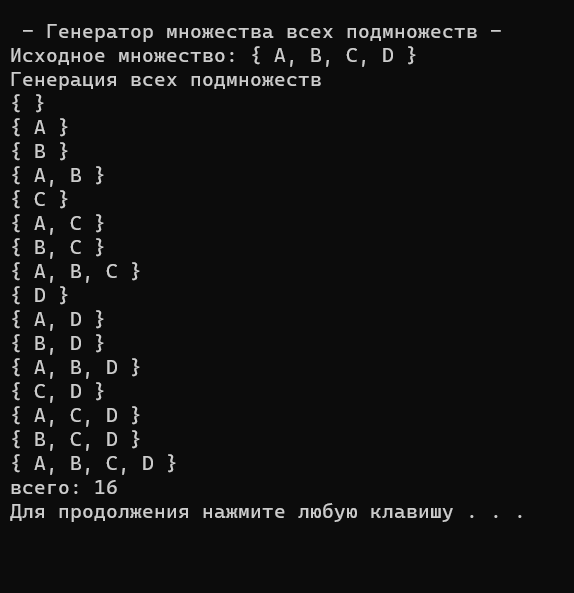 – Генератор множества всех подмножеств –
Исходное множество: { A, B, C, D }
Генерация всех подмножеств
{ }
{ A }
{ B }
{ A, B }
{ C }
{ A, C }
{ B, C }
{ A, B, C }
{ D }
{ A, D }
{ B, D }
{ A, B, D }
{ C, D }
{ A, C, D }
{ B, C, D }
{ A, B, C, D }
всего: 16
Для продолжения нажмите любую клавишу . . .